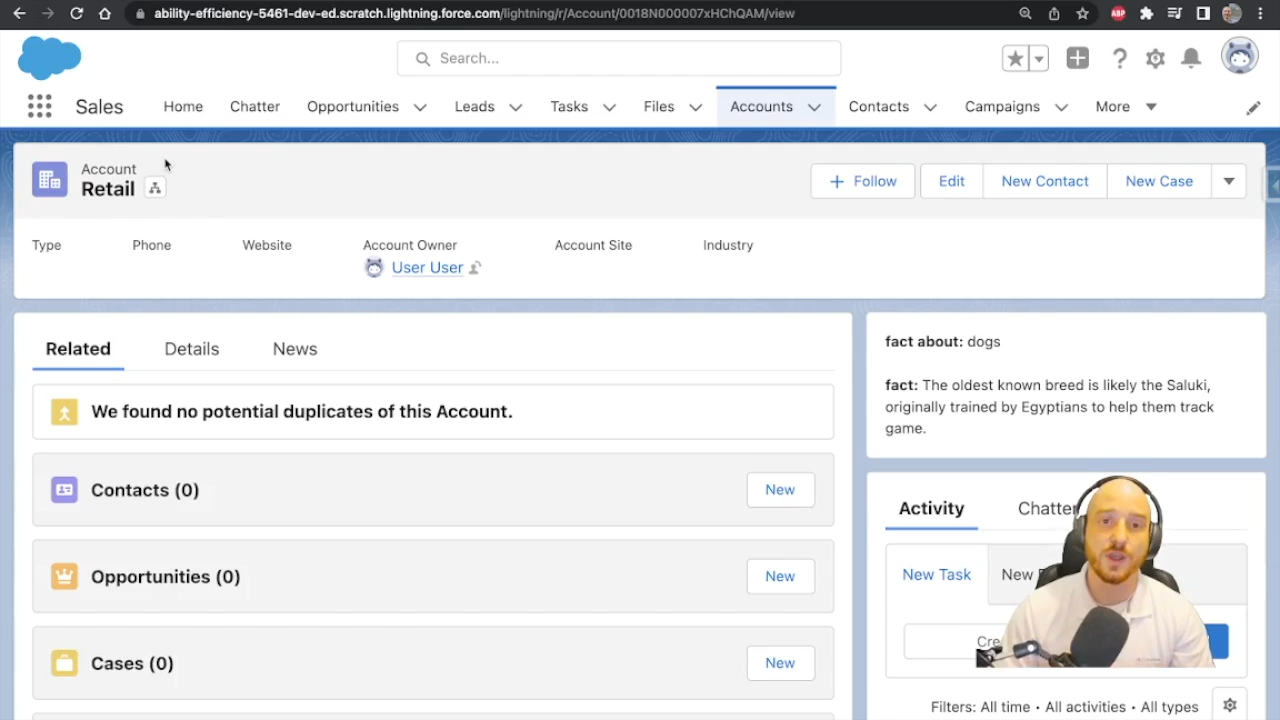 ability-efficiency-5461-dev-ed.scratch.lightning.force.com/lightning/r/Account/0018N000007xHChQAM/view
ABP
Search...
Sales
Home
Chatter
Opportunities
Leads
Tasks
Files
Accounts
Contacts
Campaigns
More
Account
Retail
+ Follow
Edit
New Contact
New Case
Type
Phone
Website
Account Owner
Account Site
Industry
User User
Related
Details
News
We found no potential duplicates of this Account.
Contacts (0)
New
Opportunities (0)
New
Cases (0)
New
fact about: dogs
fact: The oldest known breed is likely the Saluki,
originally trained by Egyptians to help them track
game.
Activity
Chatter
New Task
New
Cre
Filters: All time • All activities • All types